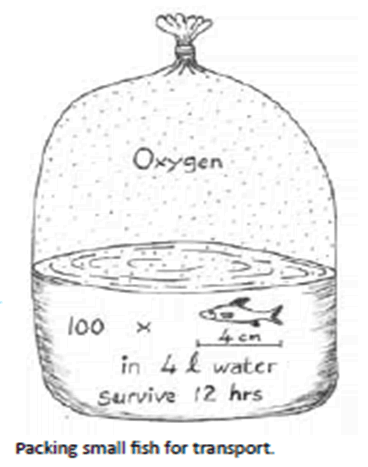 Oxygen
100 x
4 cm
in 4 l water
survive 12 hrs
Packing small fish for transport.